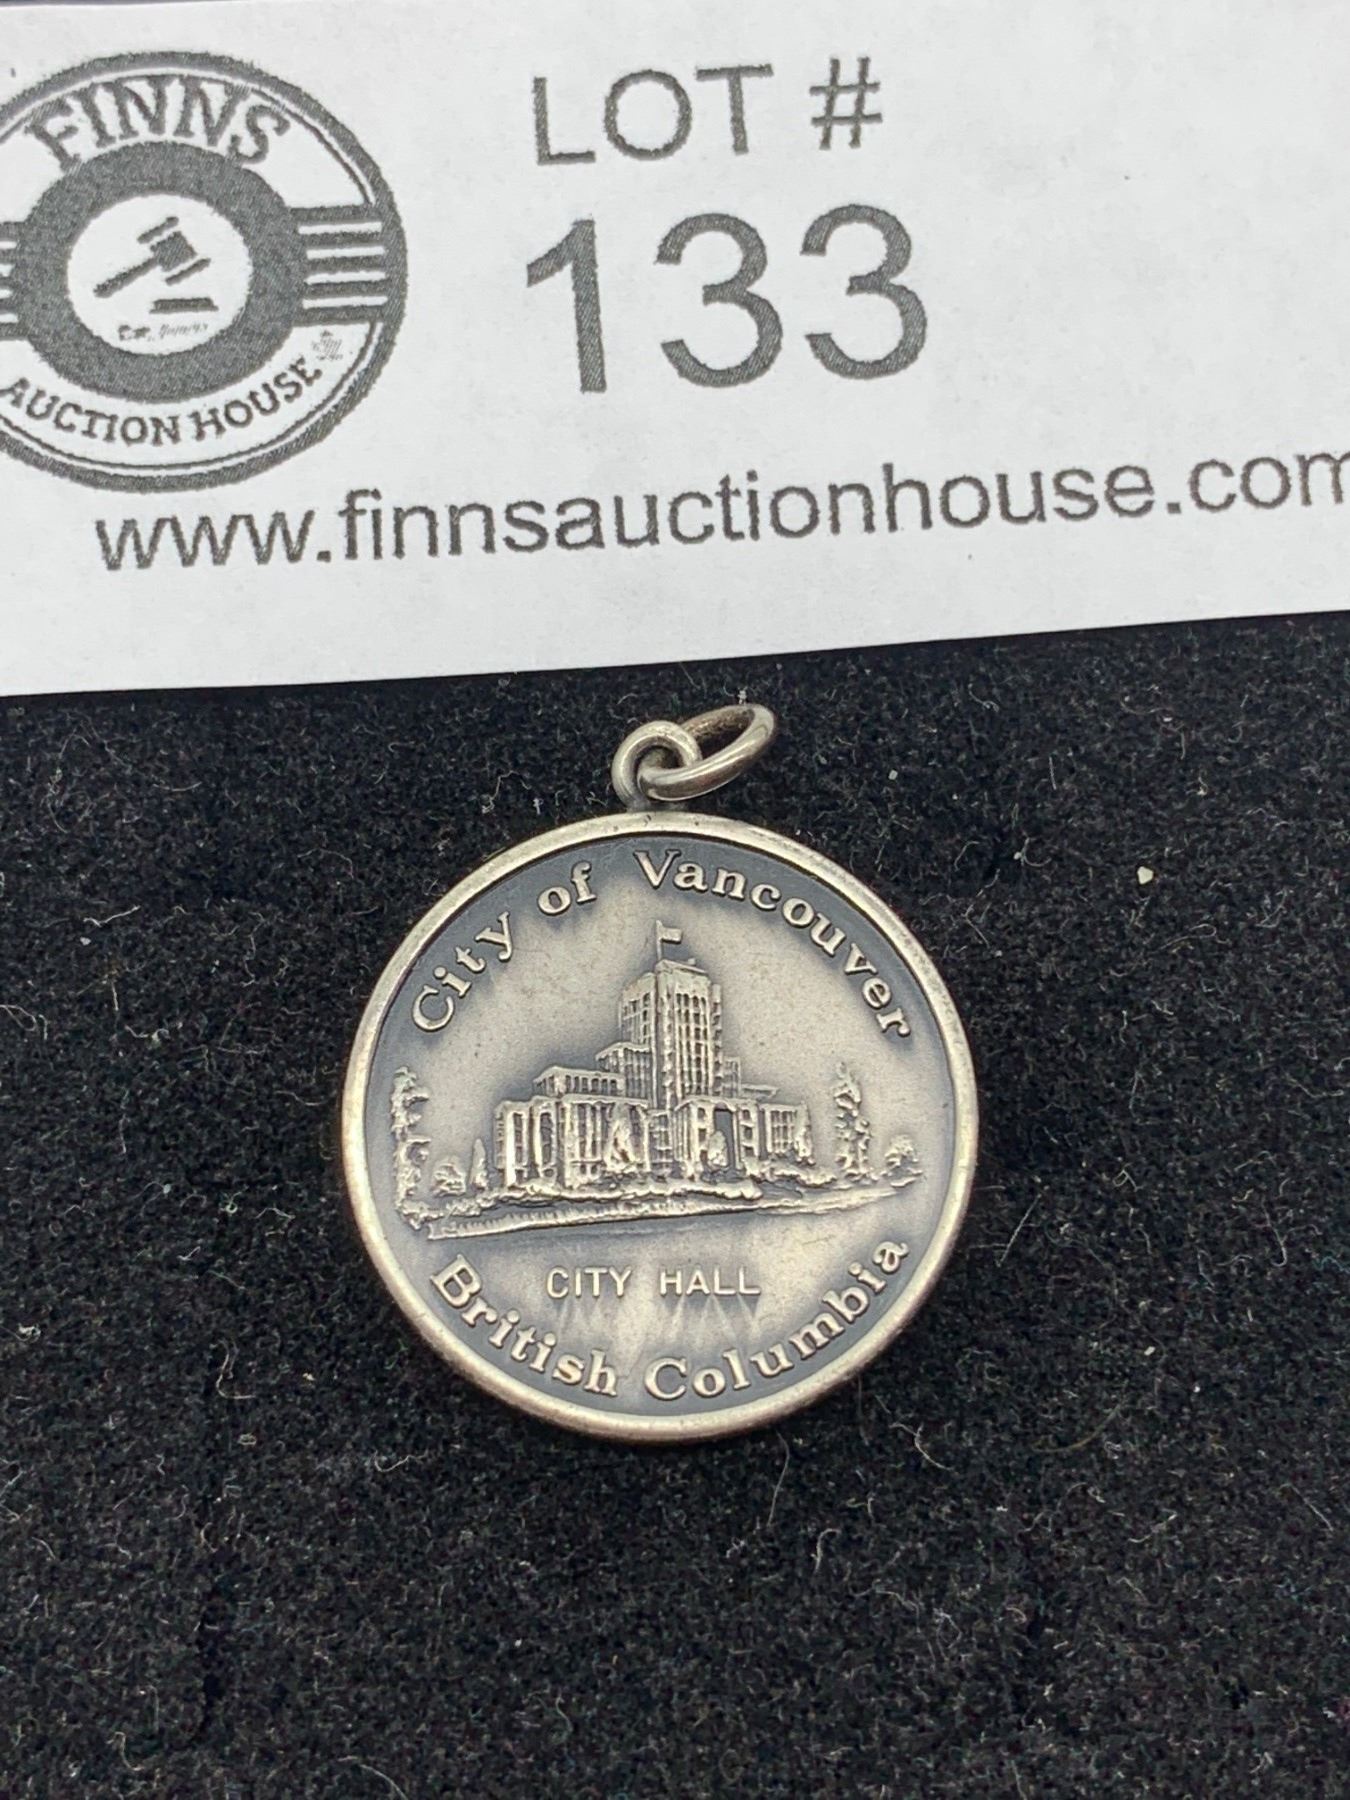 FINNS
AUCTION HOUSE
LOT #
133
www.finnsauctionhouse.com
City of Vancouver
CITY HALL
British Columbia